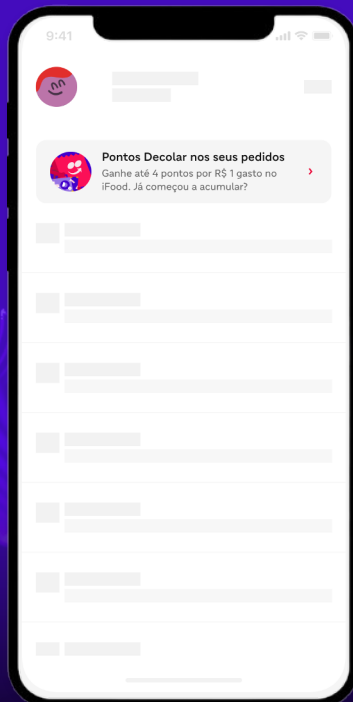 9:41
Pontos Decolar nos seus pedidos
Ganhe até 4 pontos por R$ 1 gasto no
iFood. Já começou a acumular?